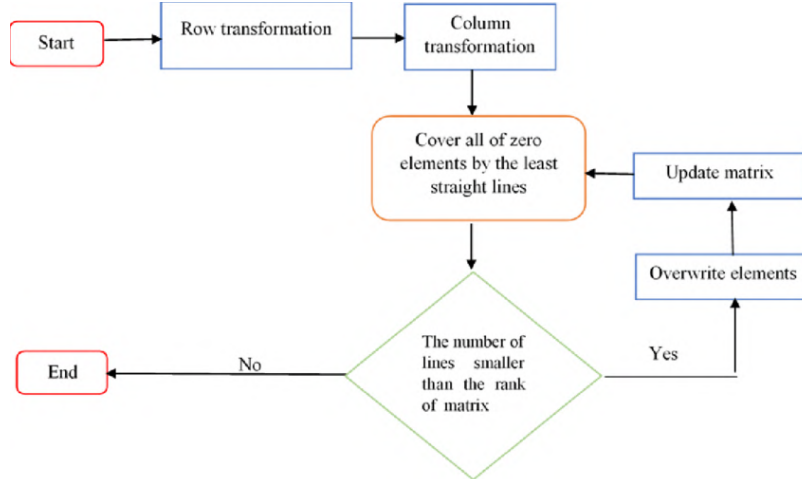 Start
Row transformation
Column
transformation
Cover all of zero
elements by the least
straight lines
Update matrix
Overwrite elements
The number of
lines smaller
than the rank
of matrix
Yes
No
End